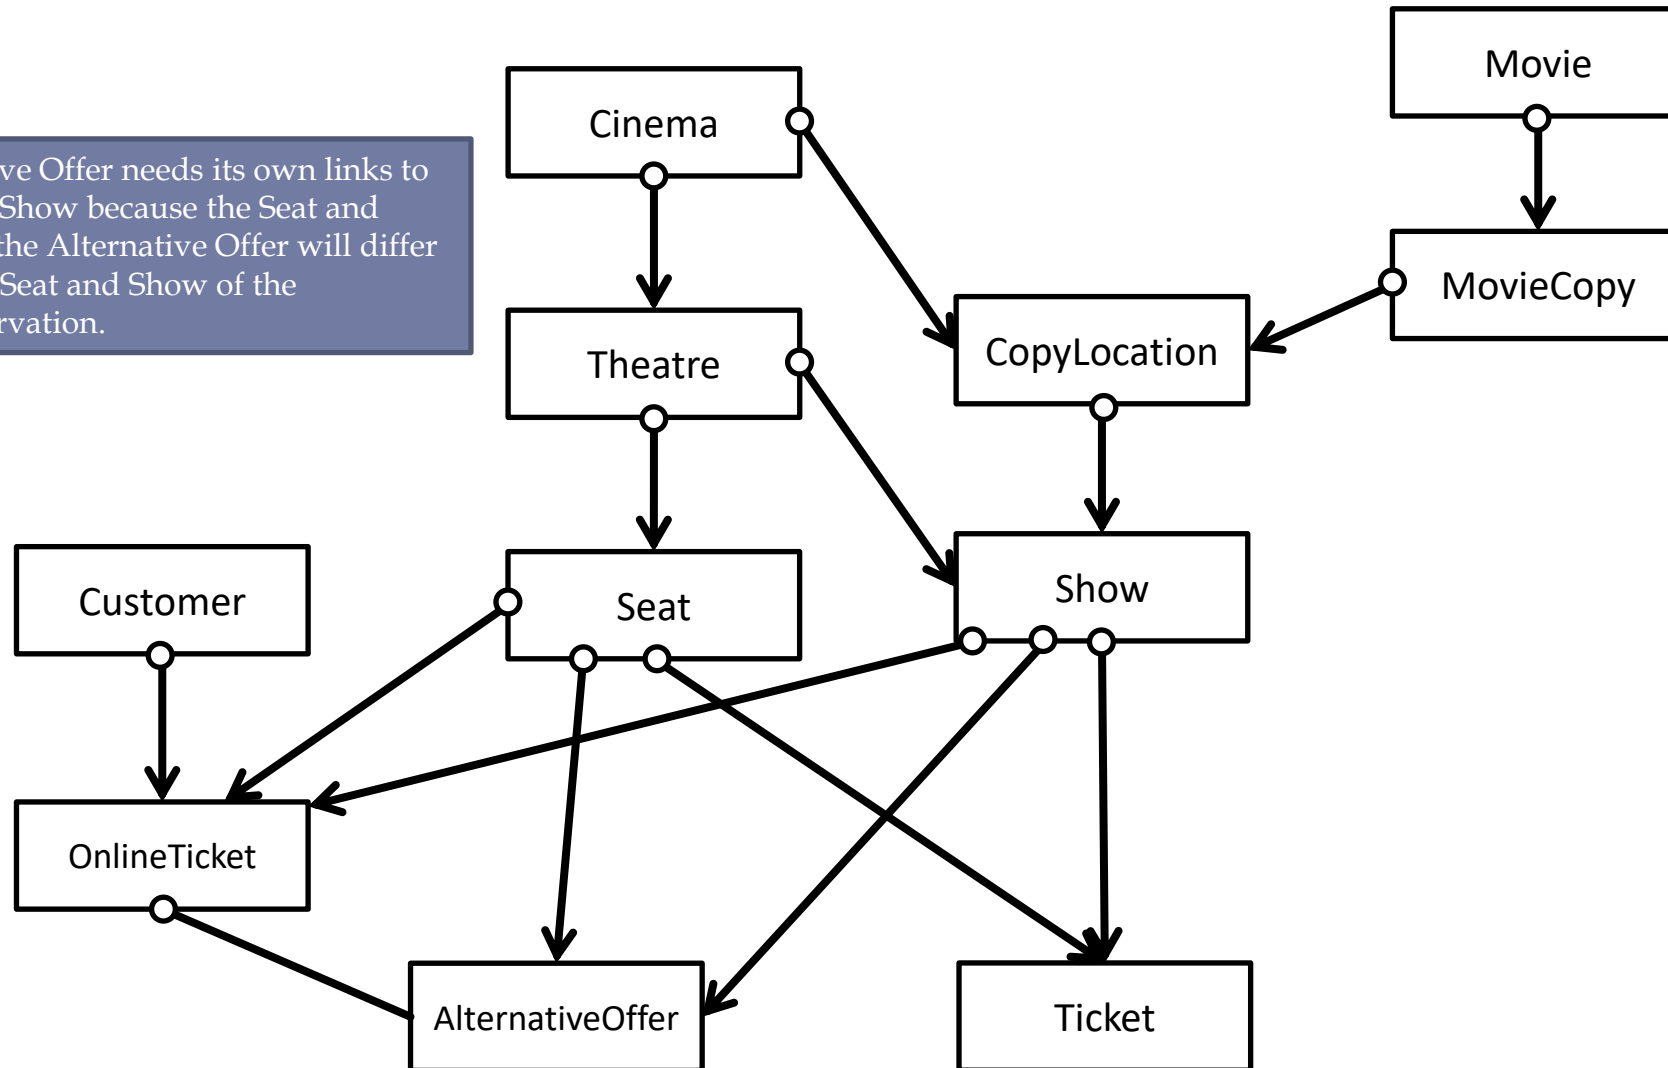 Movie
Cinema
ve Offer needs its own links to
Show because the Seat and
the Alternative Offer will differ
Seat and Show of the
rvation.
MovieCopy
CopyLocation
Theatre
Show
Customer
Seat
OnlineTicket
AlternativeOffer
Ticket